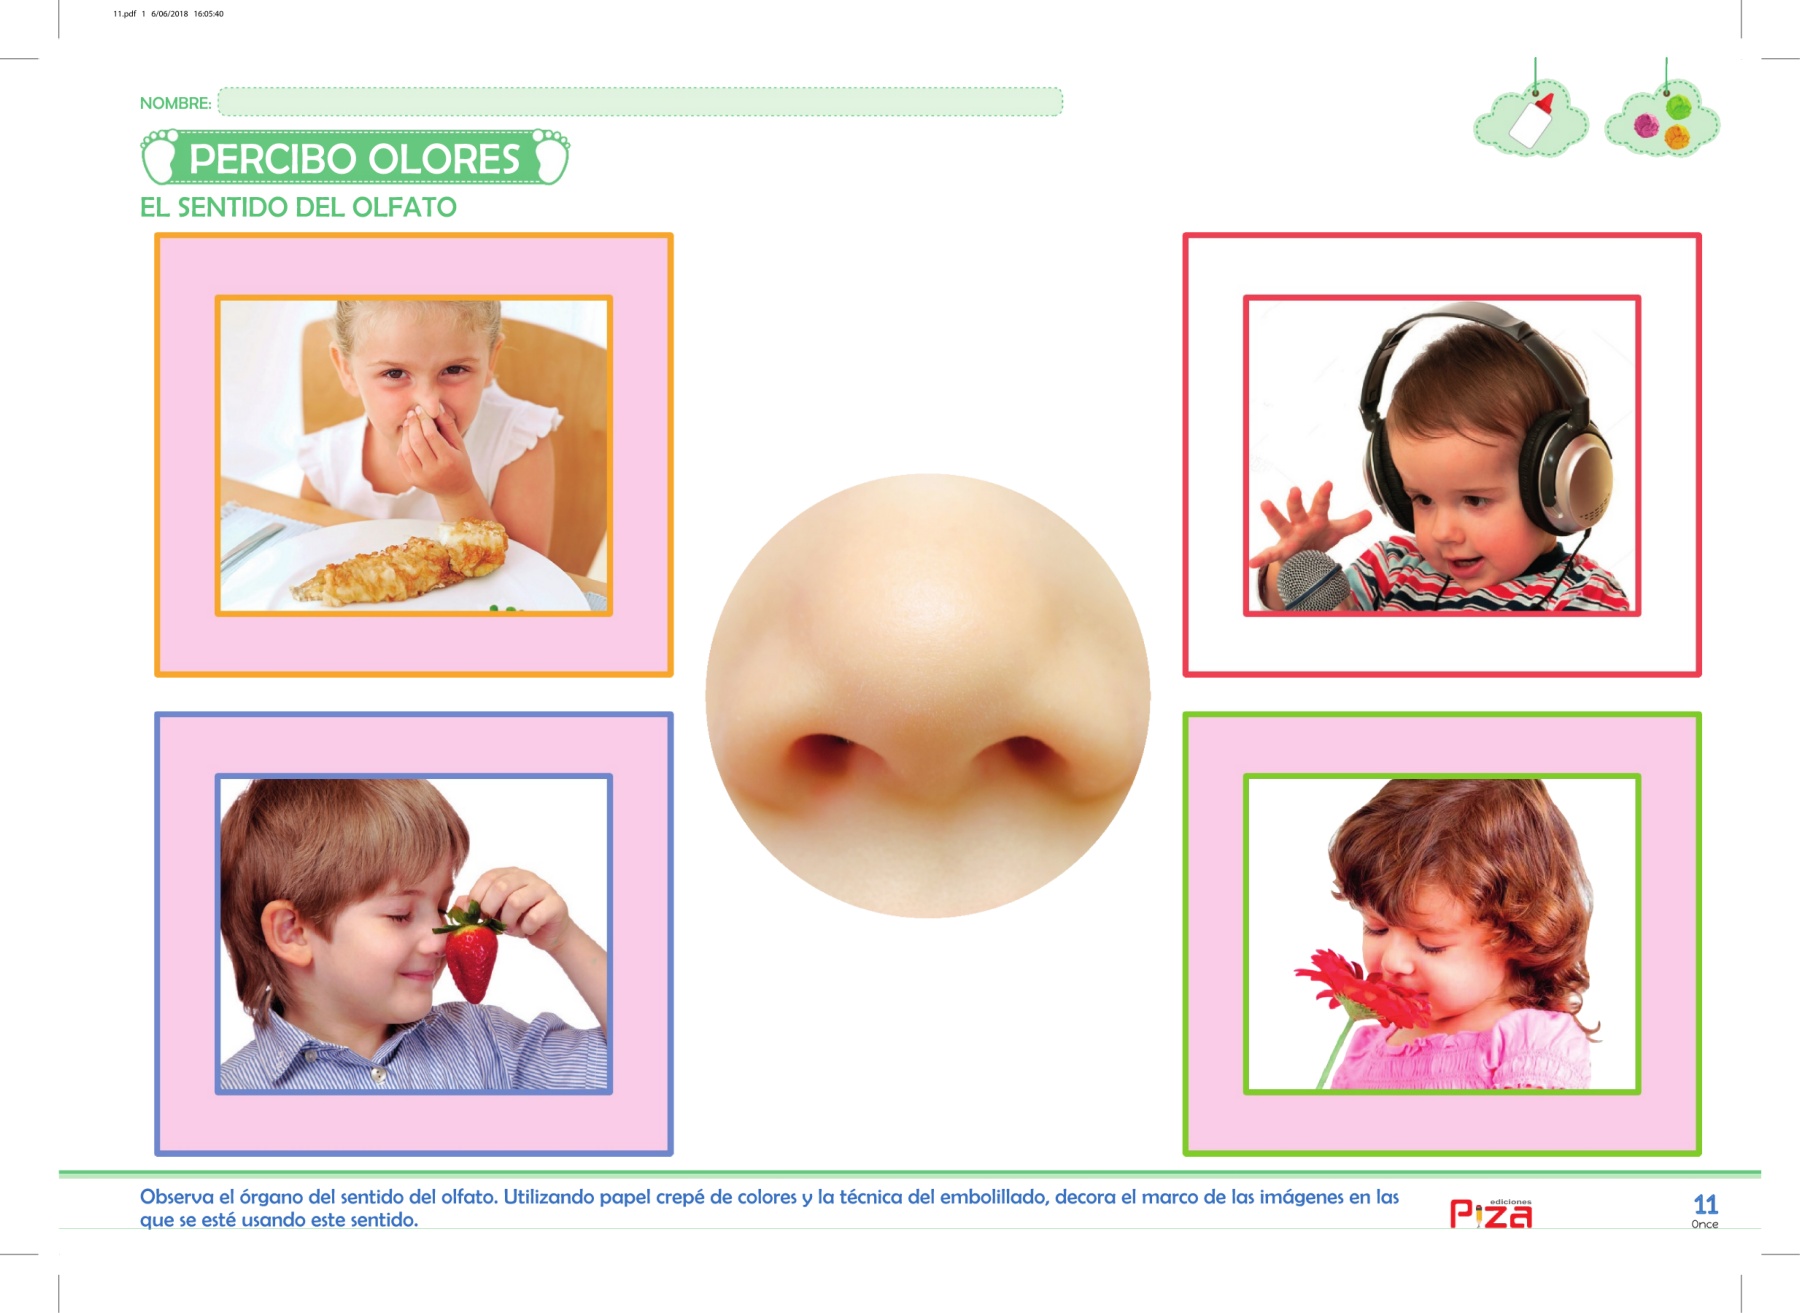 11.pdf 1 6/06/2018 16:05:40
NOMBRE:
PERCIBO OLORES
EL SENTIDO DEL OLFATO
Observa el órgano del sentido del olfato. Utilizando papel crepé de colores y la técnica del embolillado, decora el marco de las imágenes en las
que se esté usando este sentido.
ediciones
Piza
11
Once